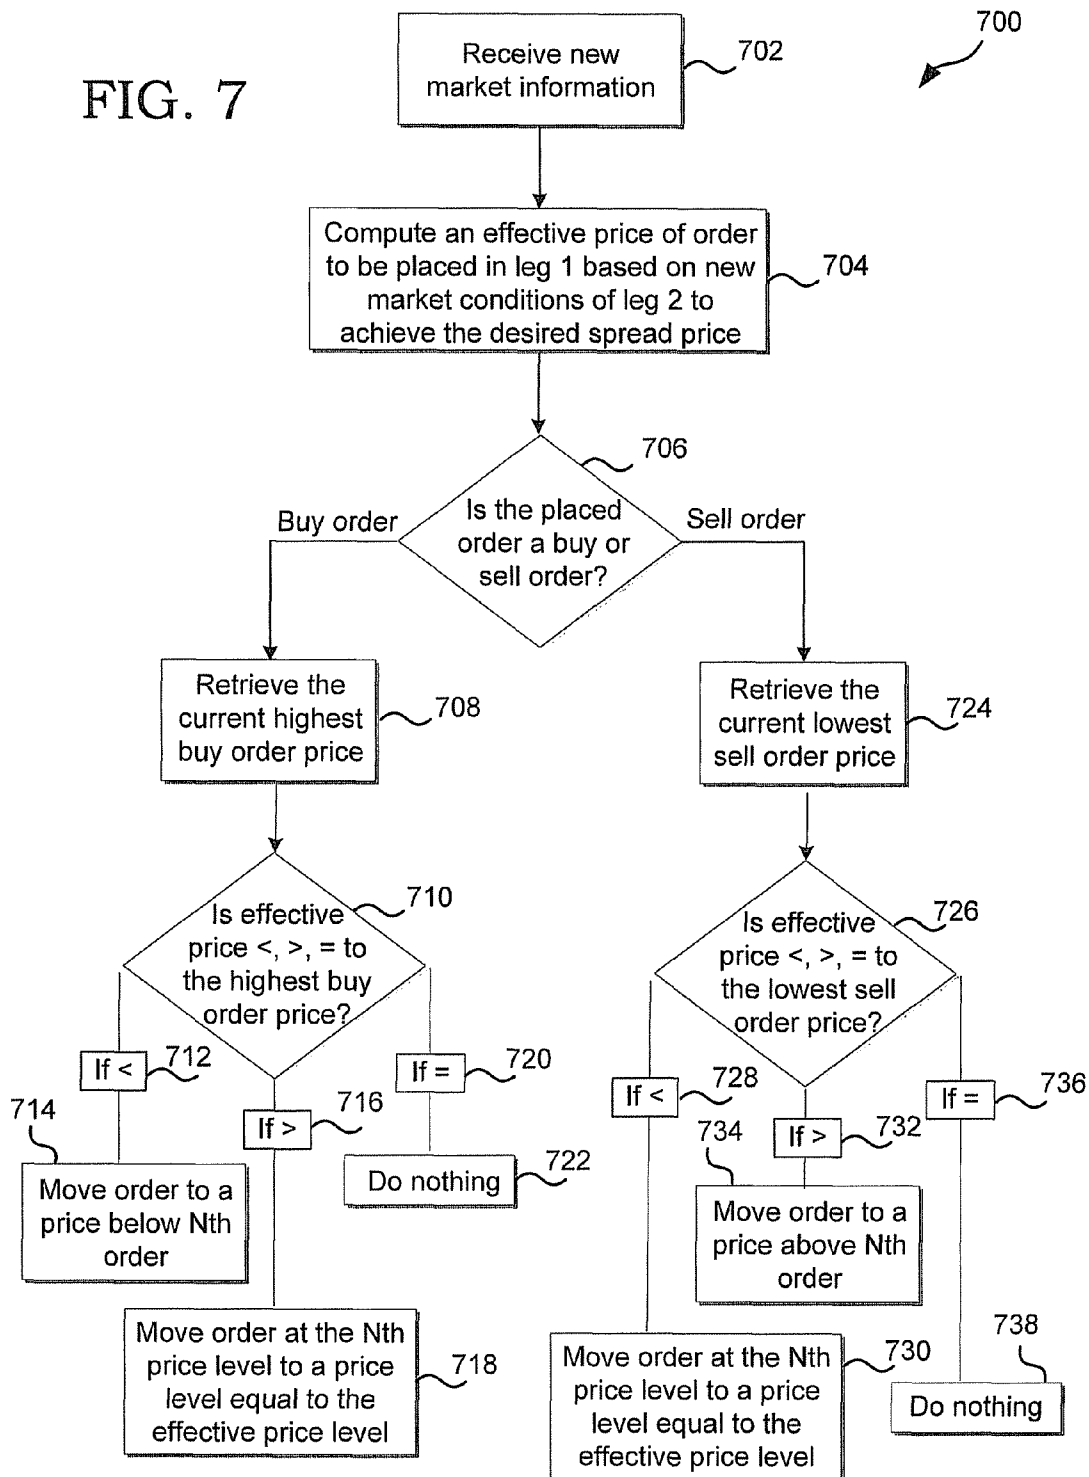 FIG. 7
700
Receive new
market information
702
Compute an effective price of order
to be placed in leg 1 based on new
market conditions of leg 2 to
achieve the desired spread price
704
706
Is the placed
order a buy or
sell order?
Buy order
Sell order
Retrieve the
current highest
buy order price
708
Retrieve the
current lowest
sell order price
724
710
Is effective
price <, >, = to
the highest buy
order price?
726
Is effective
price <, >, = to
the lowest sell
order price?
If <
712
If >
716
If =
720
If <
728
If >
732
If =
736
714
Move order to a
price below Nth
order
Do nothing
722
734
Move order to a
price above Nth
order
Move order at the Nth
price level to a price
level equal to the
effective price level
718
Move order at the Nth
price level to a price
level equal to the
effective price level
730
738
Do nothing